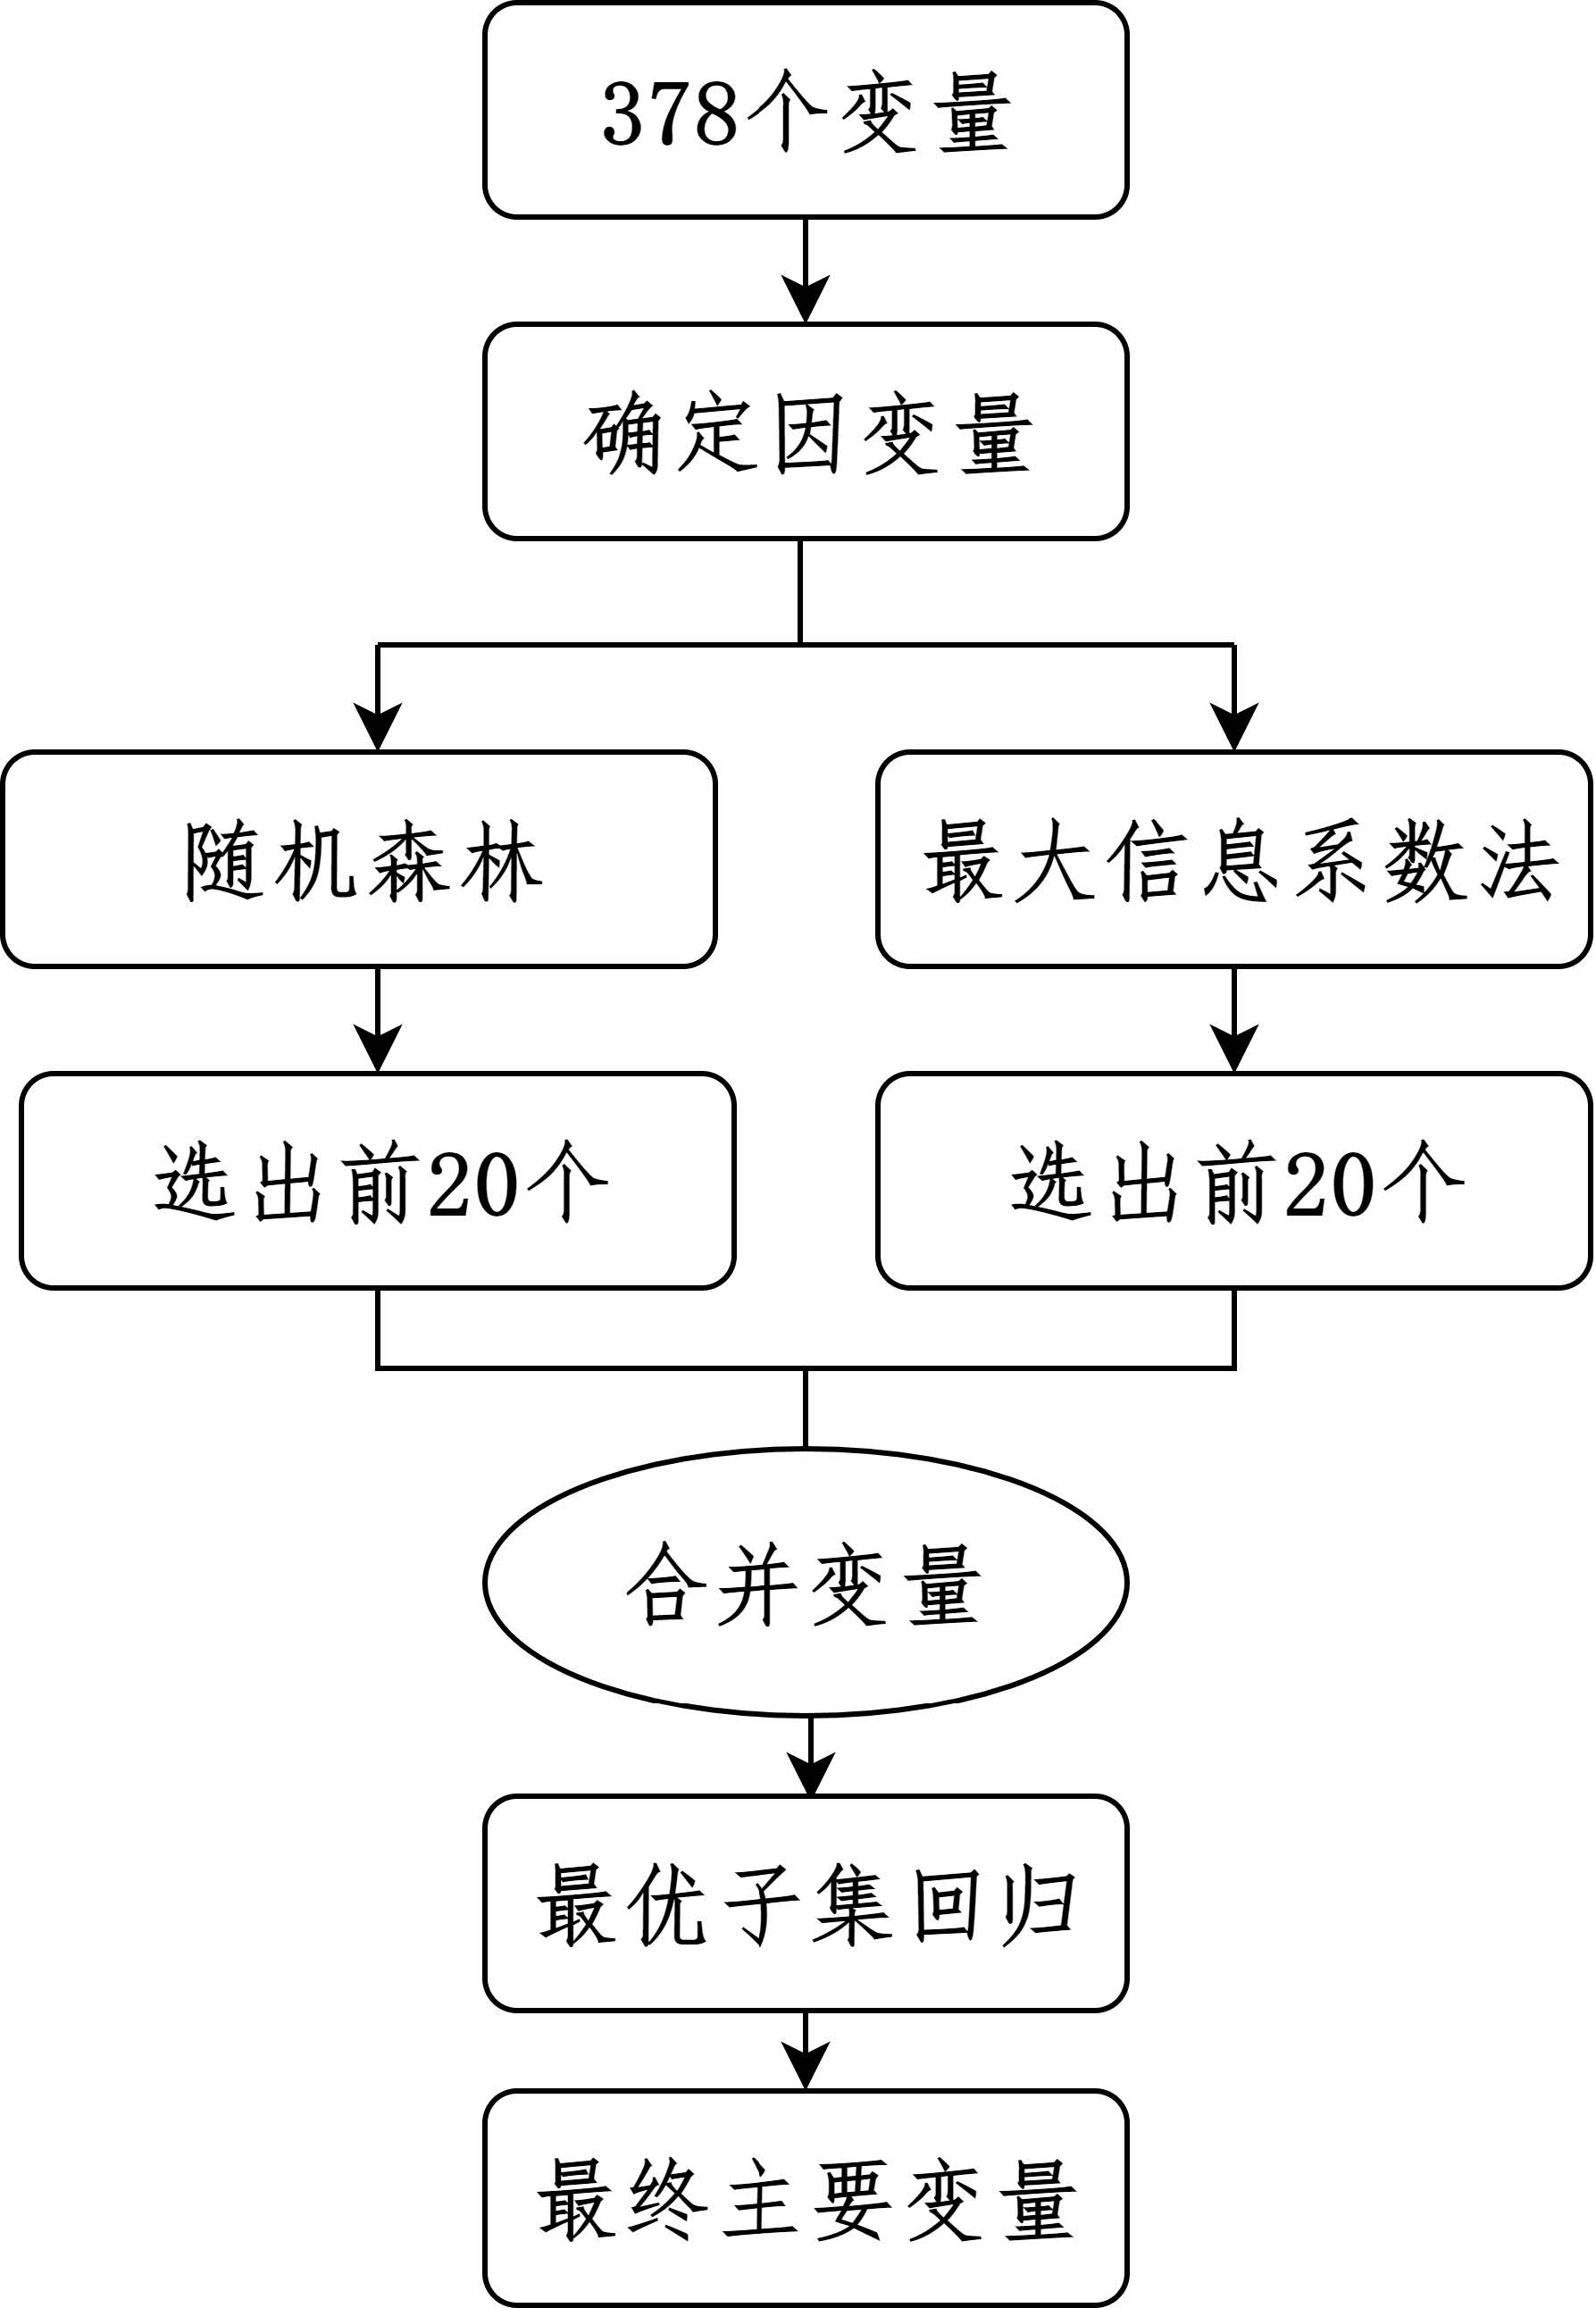 378个变量
确定因变量
随机森林
最大信息系数法
选出前20个
选出前20个
合并变量
最优子集回归
最终主要变量